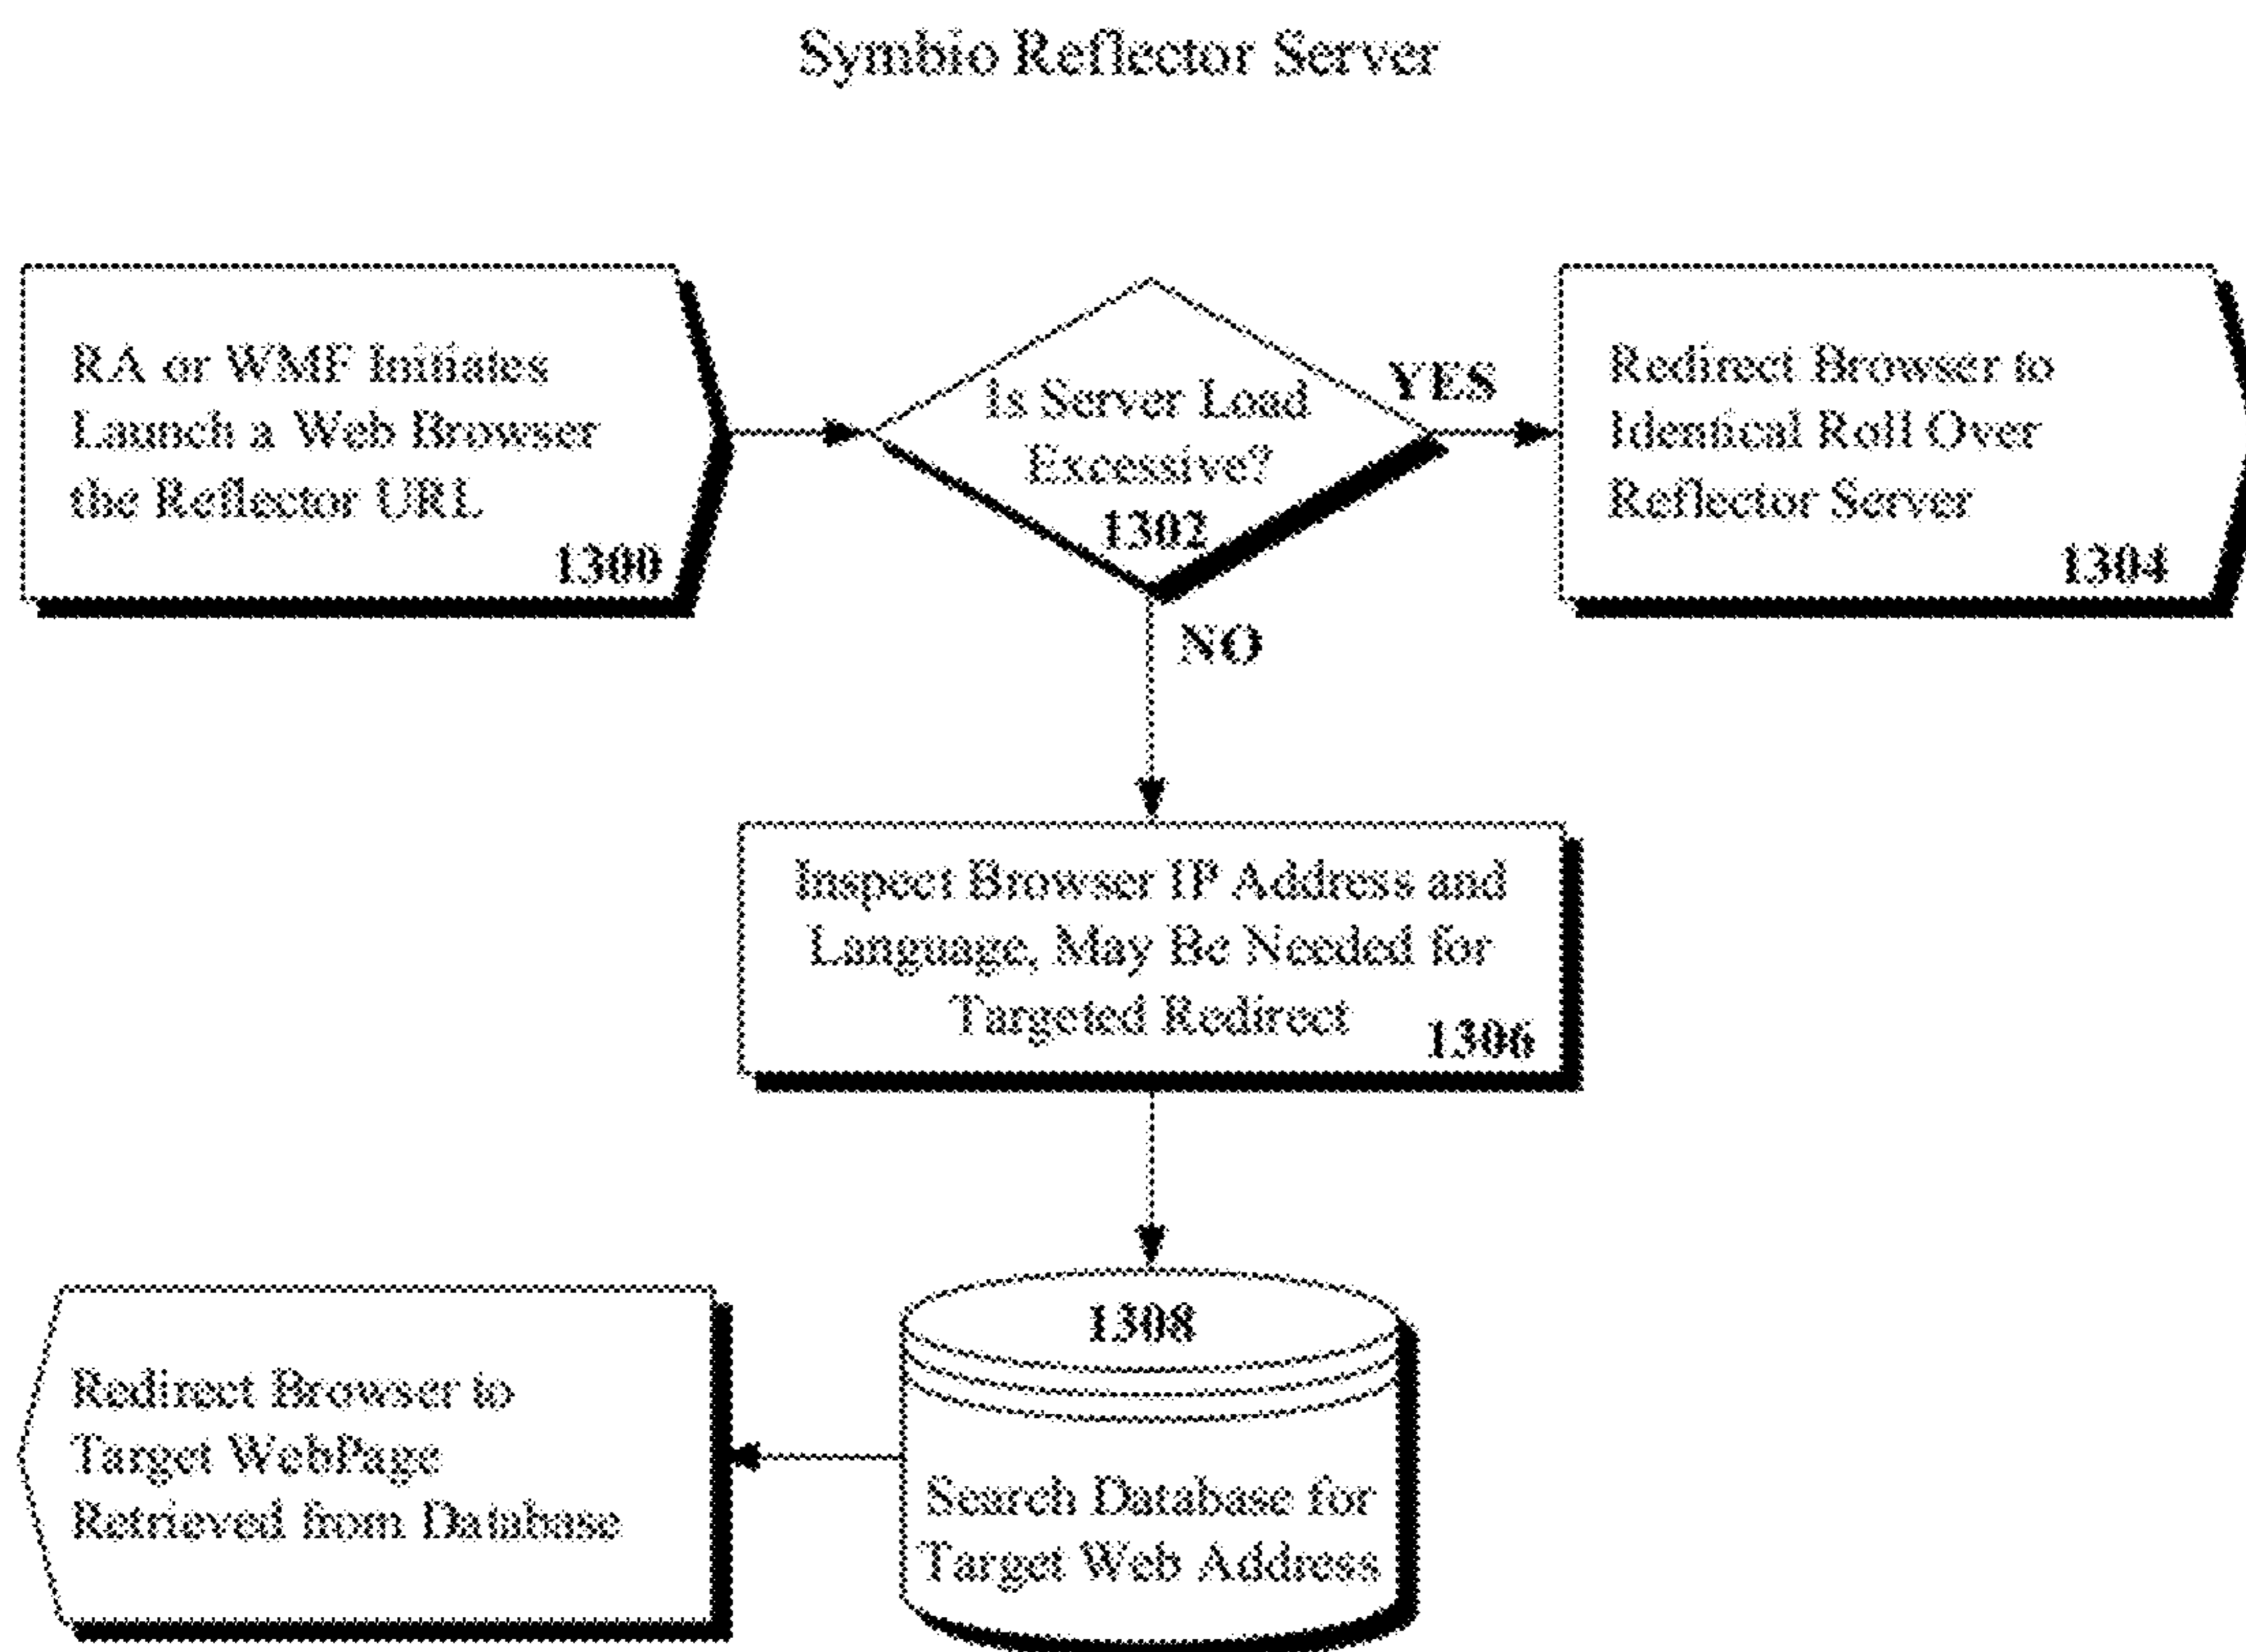 Symbio Reflector Server
RA or WMF Initiates
Launch a Web Browser
the Reflector URL
1300
Is Server Load
Excessive?
1302
YES
Redirect Browser to
Identical Roll Over
Reflector Server
1304
NO
Inspect Browser IP Address and
Language, May Be Needed for
Targeted Redirect
1306
1308
Search Database for
Target Web Address
Redirect Browser to
Target WebPage
Retrieved from Database